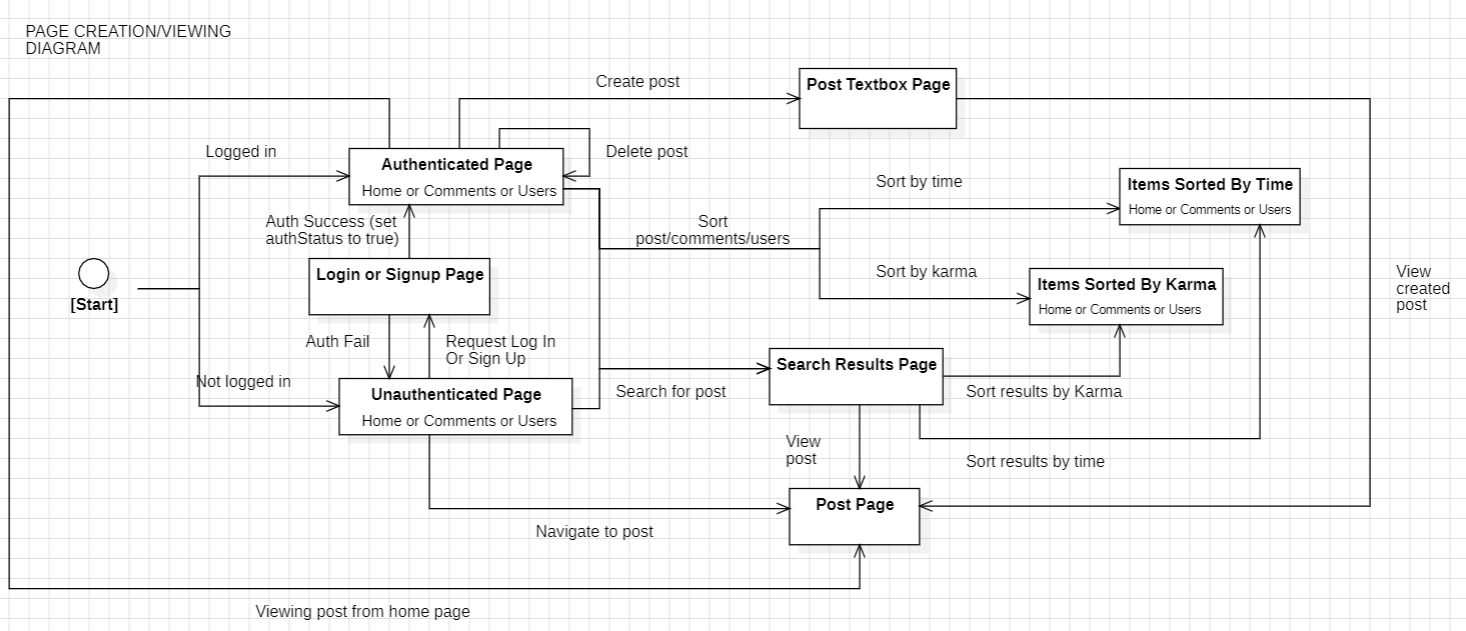 PAGE CREATION/VIEWING
DIAGRAM
Create post
Post Textbox Page
Logged in
Authenticated Page
Home or Comments or Users
Delete post
Sort by time
Items Sorted By Time
Home or Comments or Users
Auth Success (set
authStatus to true)
Sort
post/comments/users
[Start]
Login or Signup Page
Sort by karma
Items Sorted By Karma
Home or Comments or Users
View
created
post
Auth Fail
Request Log In
Or Sign Up
Not logged in
Unauthenticated Page
Home or Comments or Users
Search for post
Search Results Page
Sort results by Karma
View
post
Sort results by time
Post Page
Navigate to post
Viewing post from home page